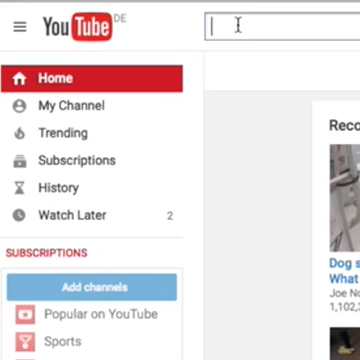 YouTube DE
Home
My Channel
Trending
Subscriptions
History
Watch Later 2
SUBSCRIPTIONS
Add channels
Popular on YouTube
Sports
Reco
Dog s
What
Joe No
1,102,